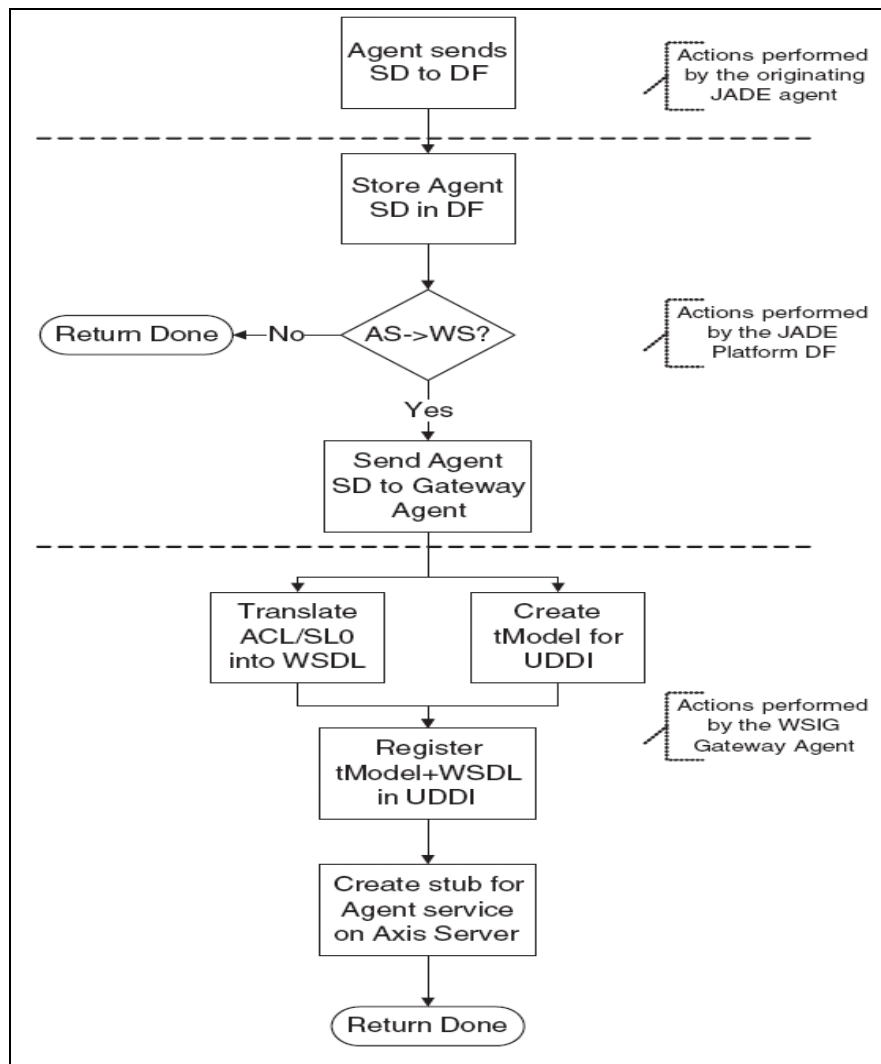 Agent sends
SD to DF
Actions performed
by the originating
JADE agent
Store Agent
SD in DF
AS->WS?
No
Return Done
Actions performed
by the JADE
Platform DF
Yes
Send Agent
SD to Gateway
Agent
Translate
ACL/SL0
into WSDL
Create
tModel for
UDDI
Actions performed
by the WSIG
Gateway Agent
Register
tModel+WSDL
in UDDI
Create stub for
Agent service
on Axis Server
Return Done